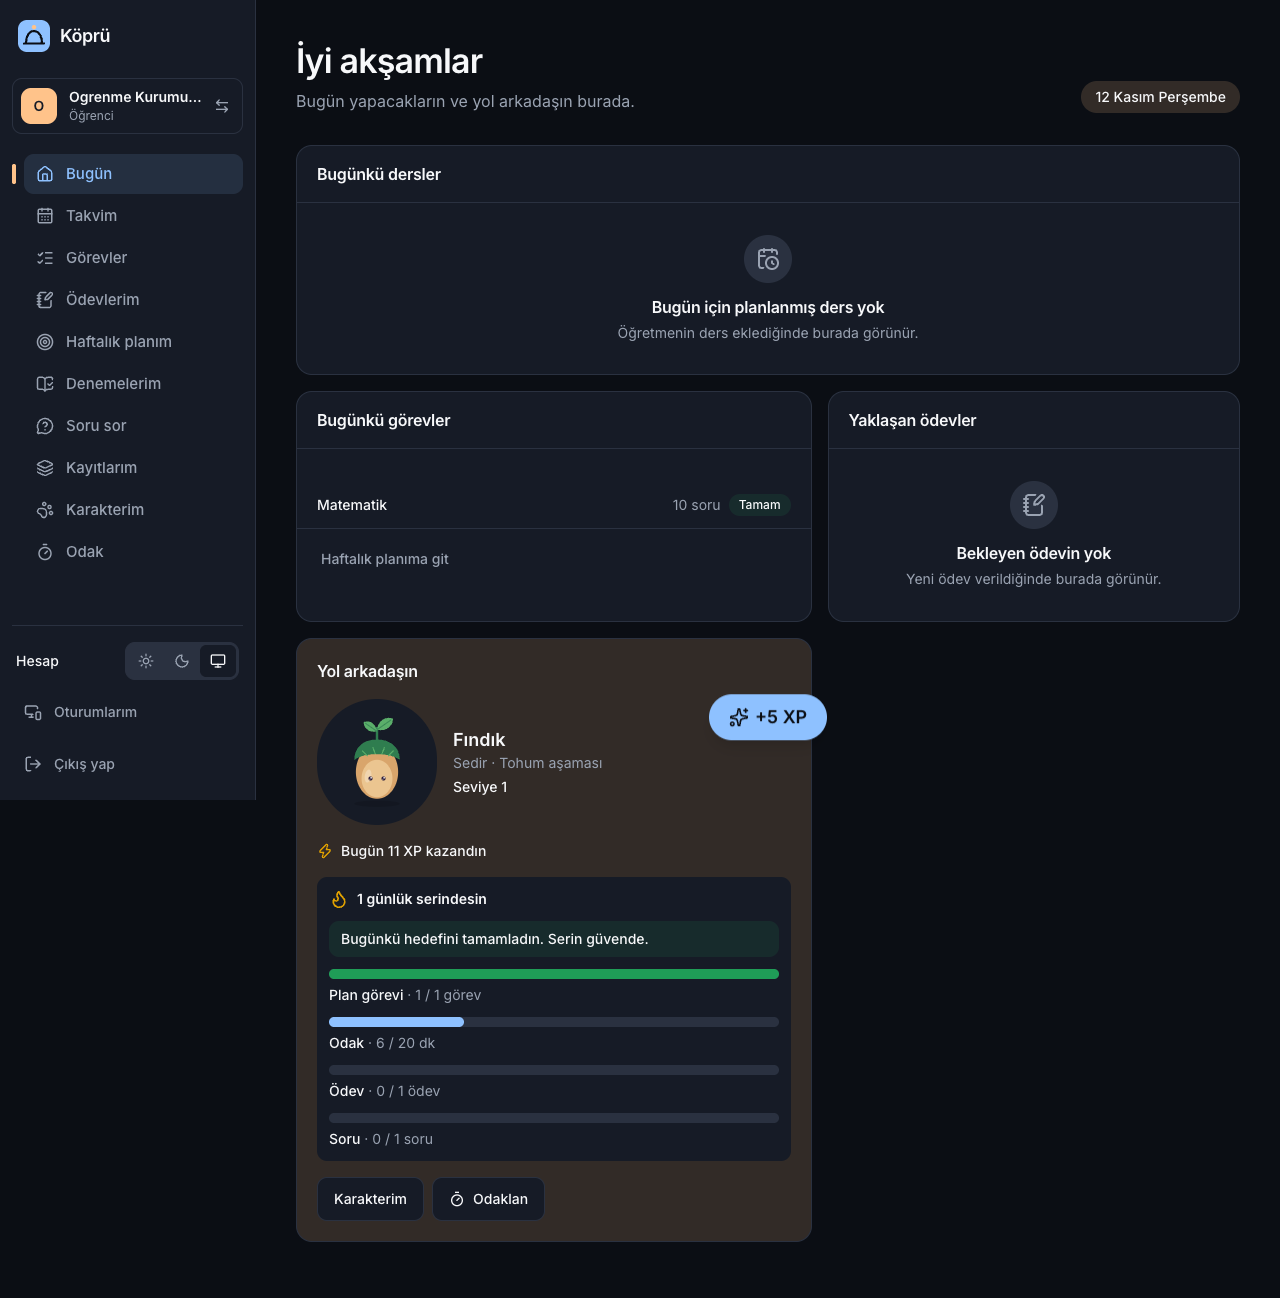 Köprü
O
Ogrenme Kurumu...
Öğrenci
Bugün
Takvim
Görevler
Ödevlerim
Haftalık planım
Denemelerim
Soru sor
Kayıtlarım
Karakterim
Odak
Hesap
Oturumlarım
Çıkış yap
İyi akşamlar
Bugün yapacakların ve yol arkadaşın burada.
12 Kasım Perşembe
Bugünkü dersler
Bugün için planlanmış ders yok
Öğretmenin ders eklediğinde burada görünür.
Bugünkü görevler
Matematik
10 soru
Tamam
Haftalık planıma git
Yaklaşan ödevler
Bekleyen ödevin yok
Yeni ödev verildiğinde burada görünür.
Yol arkadaşın
+5 XP
Fındık
Sedir · Tohum aşaması
Seviye 1
Bugün 11 XP kazandın
1 günlük serindesin
Bugünkü hedefini tamamladın. Serin güvende.
Plan görevi · 1 / 1 görev
Odak · 6 / 20 dk
Ödev · 0 / 1 ödev
Soru · 0 / 1 soru
Karakterim
Odaklan